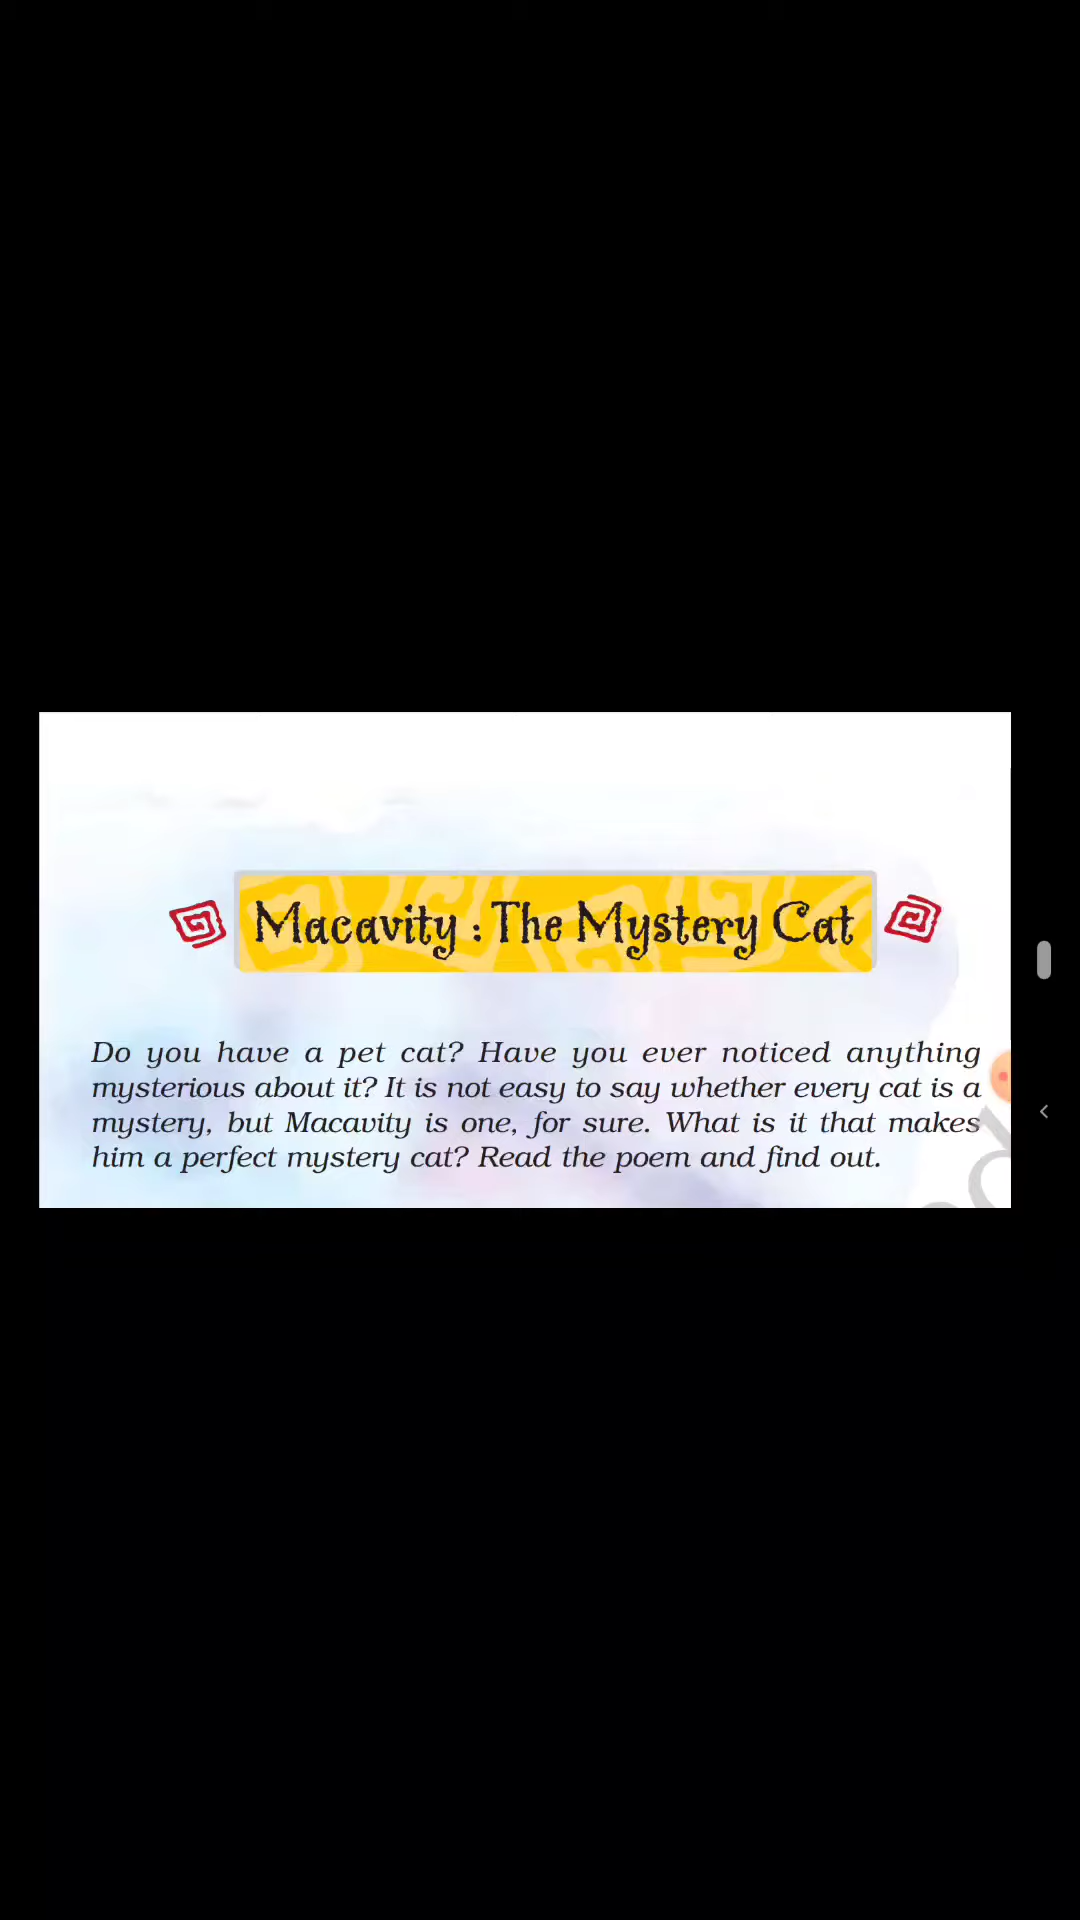 Macavity : The Mystery Cat
Do you have a pet cat? Have you ever noticed anything
mysterious about it? It is not easy to say whether every cat is a
mystery, but Macavity is one, for sure. What is it that makes
him a perfect mystery cat? Read the poem and find out.